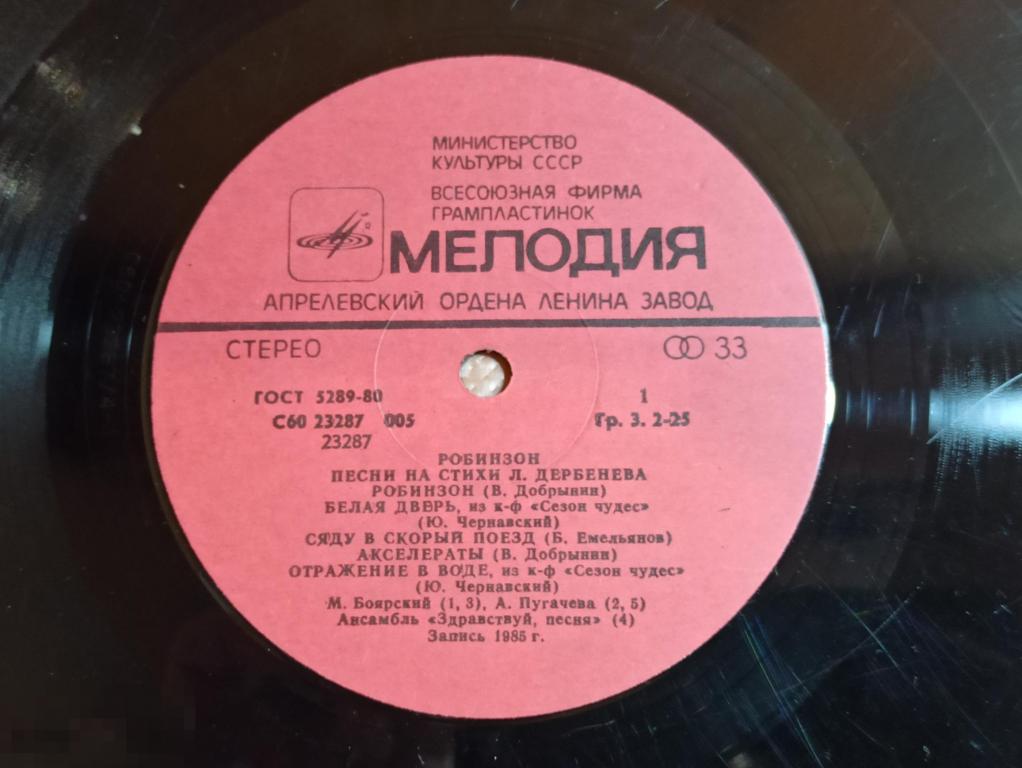 МИНИСТЕРСТВО
КУЛЬТУРЫ СССР
ВСЕСОЮЗНАЯ ФИРМА
ГРАМПЛАСТИНОК
МЕЛОДИЯ
АПРЕЛЕВСКИЙ ОРДЕНА ЛЕНИНА ЗАВОД
СТЕРЕО 33
ГОСТ 5289-80 1
С60 23287 005 Гр. 3. 2-25
23287
РОБИНЗОН
ПЕСНИ НА СТИХИ Л. ДЕРБЕНЕВА
РОБИНЗОН (В. Добрынин)
БЕЛАЯ ДВЕРЬ, из к-ф «Сезон чудес»
(Ю. Чернавский)
СЯДУ В СКОРЫЙ ПОЕЗД (Б. Емельянов)
АКСЕЛЕРАТЫ (В. Добрынин)
ОТРАЖЕНИЕ В ВОДЕ, из к-ф «Сезон чудес»
(Ю. Чернавский)
М. Боярский (1, 3), А. Пугачева (2, 5)
Ансамбль «Здравствуй, песня» (4)
Запись 1985 г.